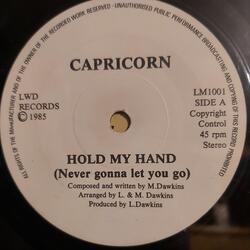 ALL RIGHTS OF THE MANUFACTURER AND OF THE OWNER OF THE RECORDED WORK RESERVED · UNAUTHORISED PUBLIC PERFORMANCE BROADCASTING AND COPYING OF THIS RECORD PROHIBITED
CAPRICORN
LWD
RECORDS
© 1985
LM1001
SIDE A
Copyright
Control
45 rpm
Stereo
HOLD MY HAND
(Never gonna let you go)
Composed and written by M.Dawkins
Arranged by L. & M. Dawkins
Produced by L.Dawkins